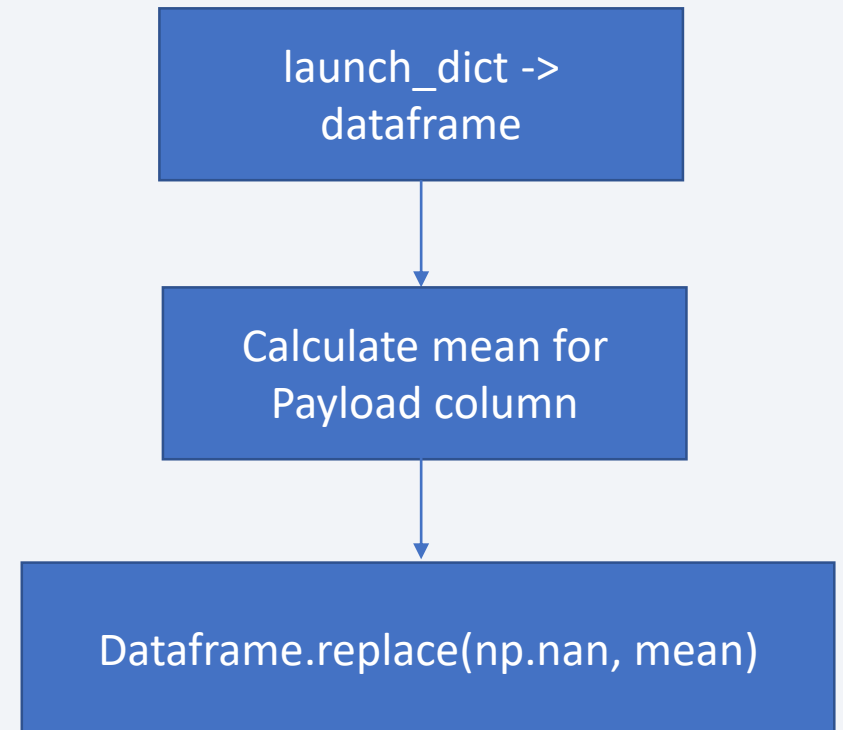 launch_dict ->
dataframe
Calculate mean for
Payload column
Dataframe.replace(np.nan, mean)